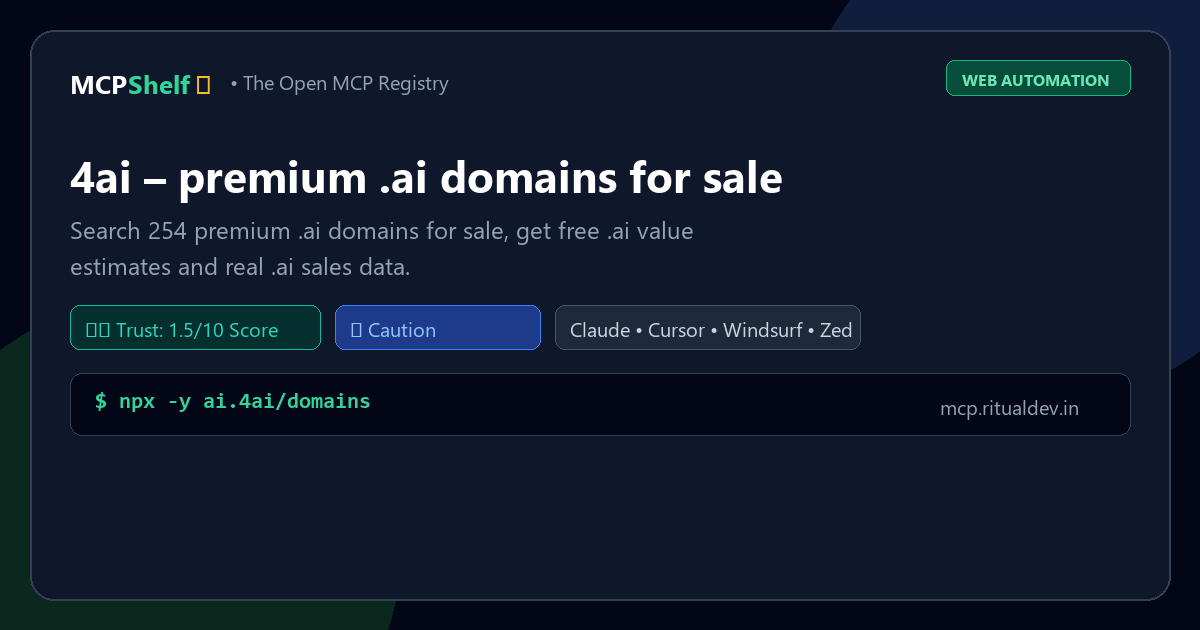 MCPShelf • The Open MCP Registry
WEB AUTOMATION
4ai – premium .ai domains for sale
Search 254 premium .ai domains for sale, get free .ai value
estimates and real .ai sales data.
Trust: 1.5/10 Score
Caution
Claude • Cursor • Windsurf • Zed
$ npx -y ai.4ai/domains
mcp.ritualdev.in